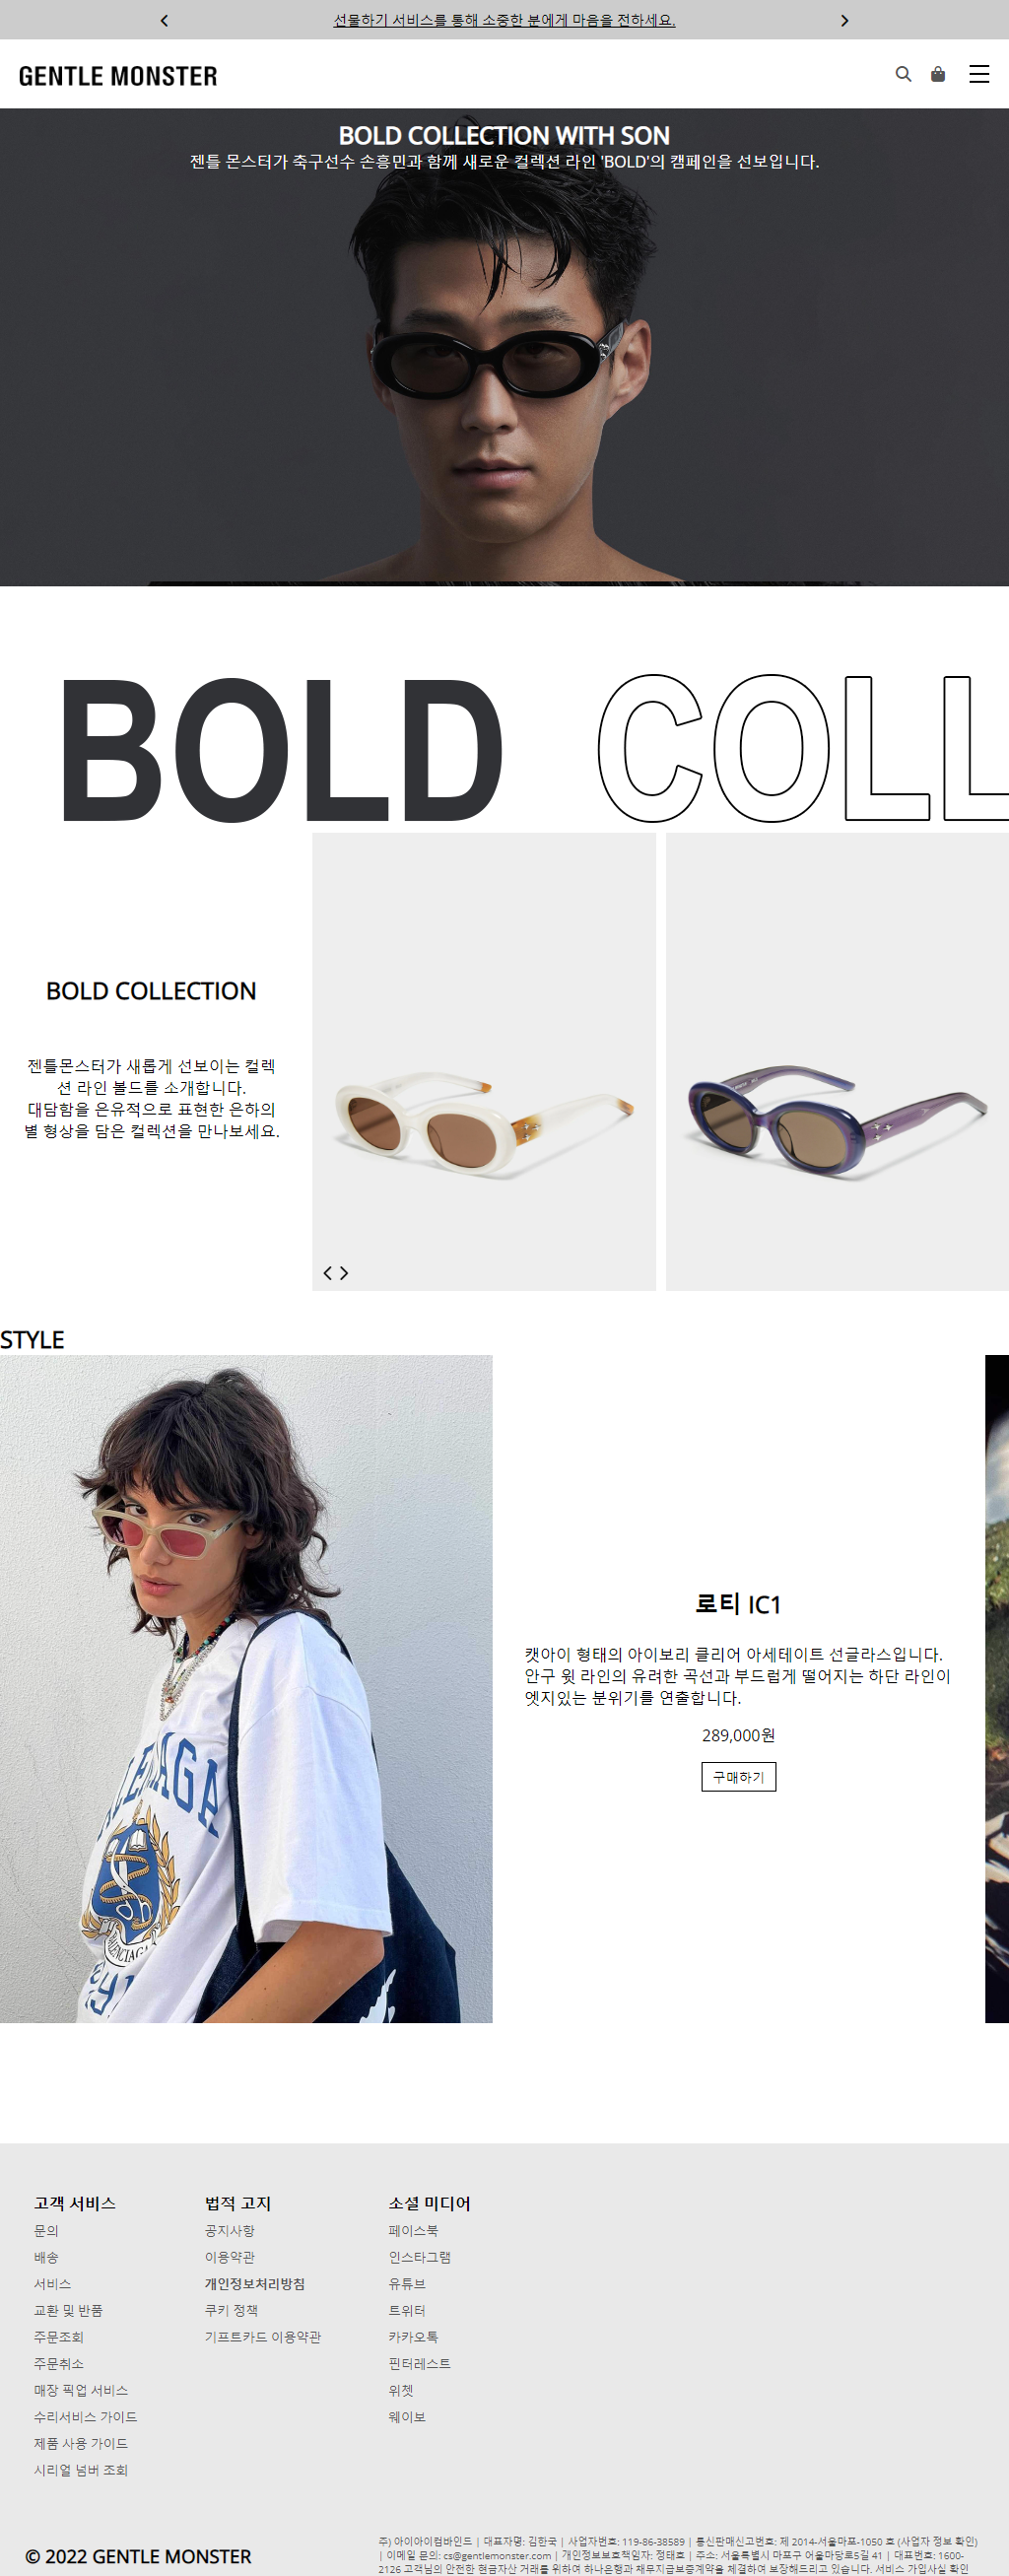 선물하기 서비스를 통해 소중한 분에게 마음을 전하세요.
GENTLE MONSTER
BOLD COLLECTION WITH SON
젠틀 몬스터가 축구선수 손흥민과 함께 새로운 컬렉션 라인 'BOLD'의 캠페인을 선보입니다.
BOLD COLL
BOLD COLLECTION
젠틀몬스터가 새롭게 선보이는 컬렉
션 라인 볼드를 소개합니다.
대담함을 은유적으로 표현한 은하의
별 형상을 담은 컬렉션을 만나보세요.
STYLE
로티 IC1
캣아이 형태의 아이보리 클리어 아세테이트 선글라스입니다.
안구 윗 라인의 유려한 곡선과 부드럽게 떨어지는 하단 라인이
엣지있는 분위기를 연출합니다.
289,000원
구매하기
고객 서비스
문의
배송
서비스
교환 및 반품
주문조회
주문취소
매장 픽업 서비스
수리서비스 가이드
제품 사용 가이드
시리얼 넘버 조회
법적 고지
공지사항
이용약관
개인정보처리방침
쿠키 정책
기프트카드 이용약관
소셜 미디어
페이스북
인스타그램
유튜브
트위터
카카오톡
핀터레스트
위챗
웨이보
© 2022 GENTLE MONSTER
주) 아이아이컴바인드 | 대표자명: 김한국 | 사업자번호: 119-86-38589 | 통신판매신고번호: 제 2014-서울마포-1050 호 (사업자 정보 확인)
| 이메일 문의: cs@gentlemonster.com | 개인정보보호책임자: 정태호 | 주소: 서울특별시 마포구 어울마당로5길 41 | 대표번호: 1600-
2126 고객님의 안전한 현금자산 거래를 위하여 하나은행과 채무지급보증계약을 체결하여 보장해드리고 있습니다. 서비스 가입사실 확인